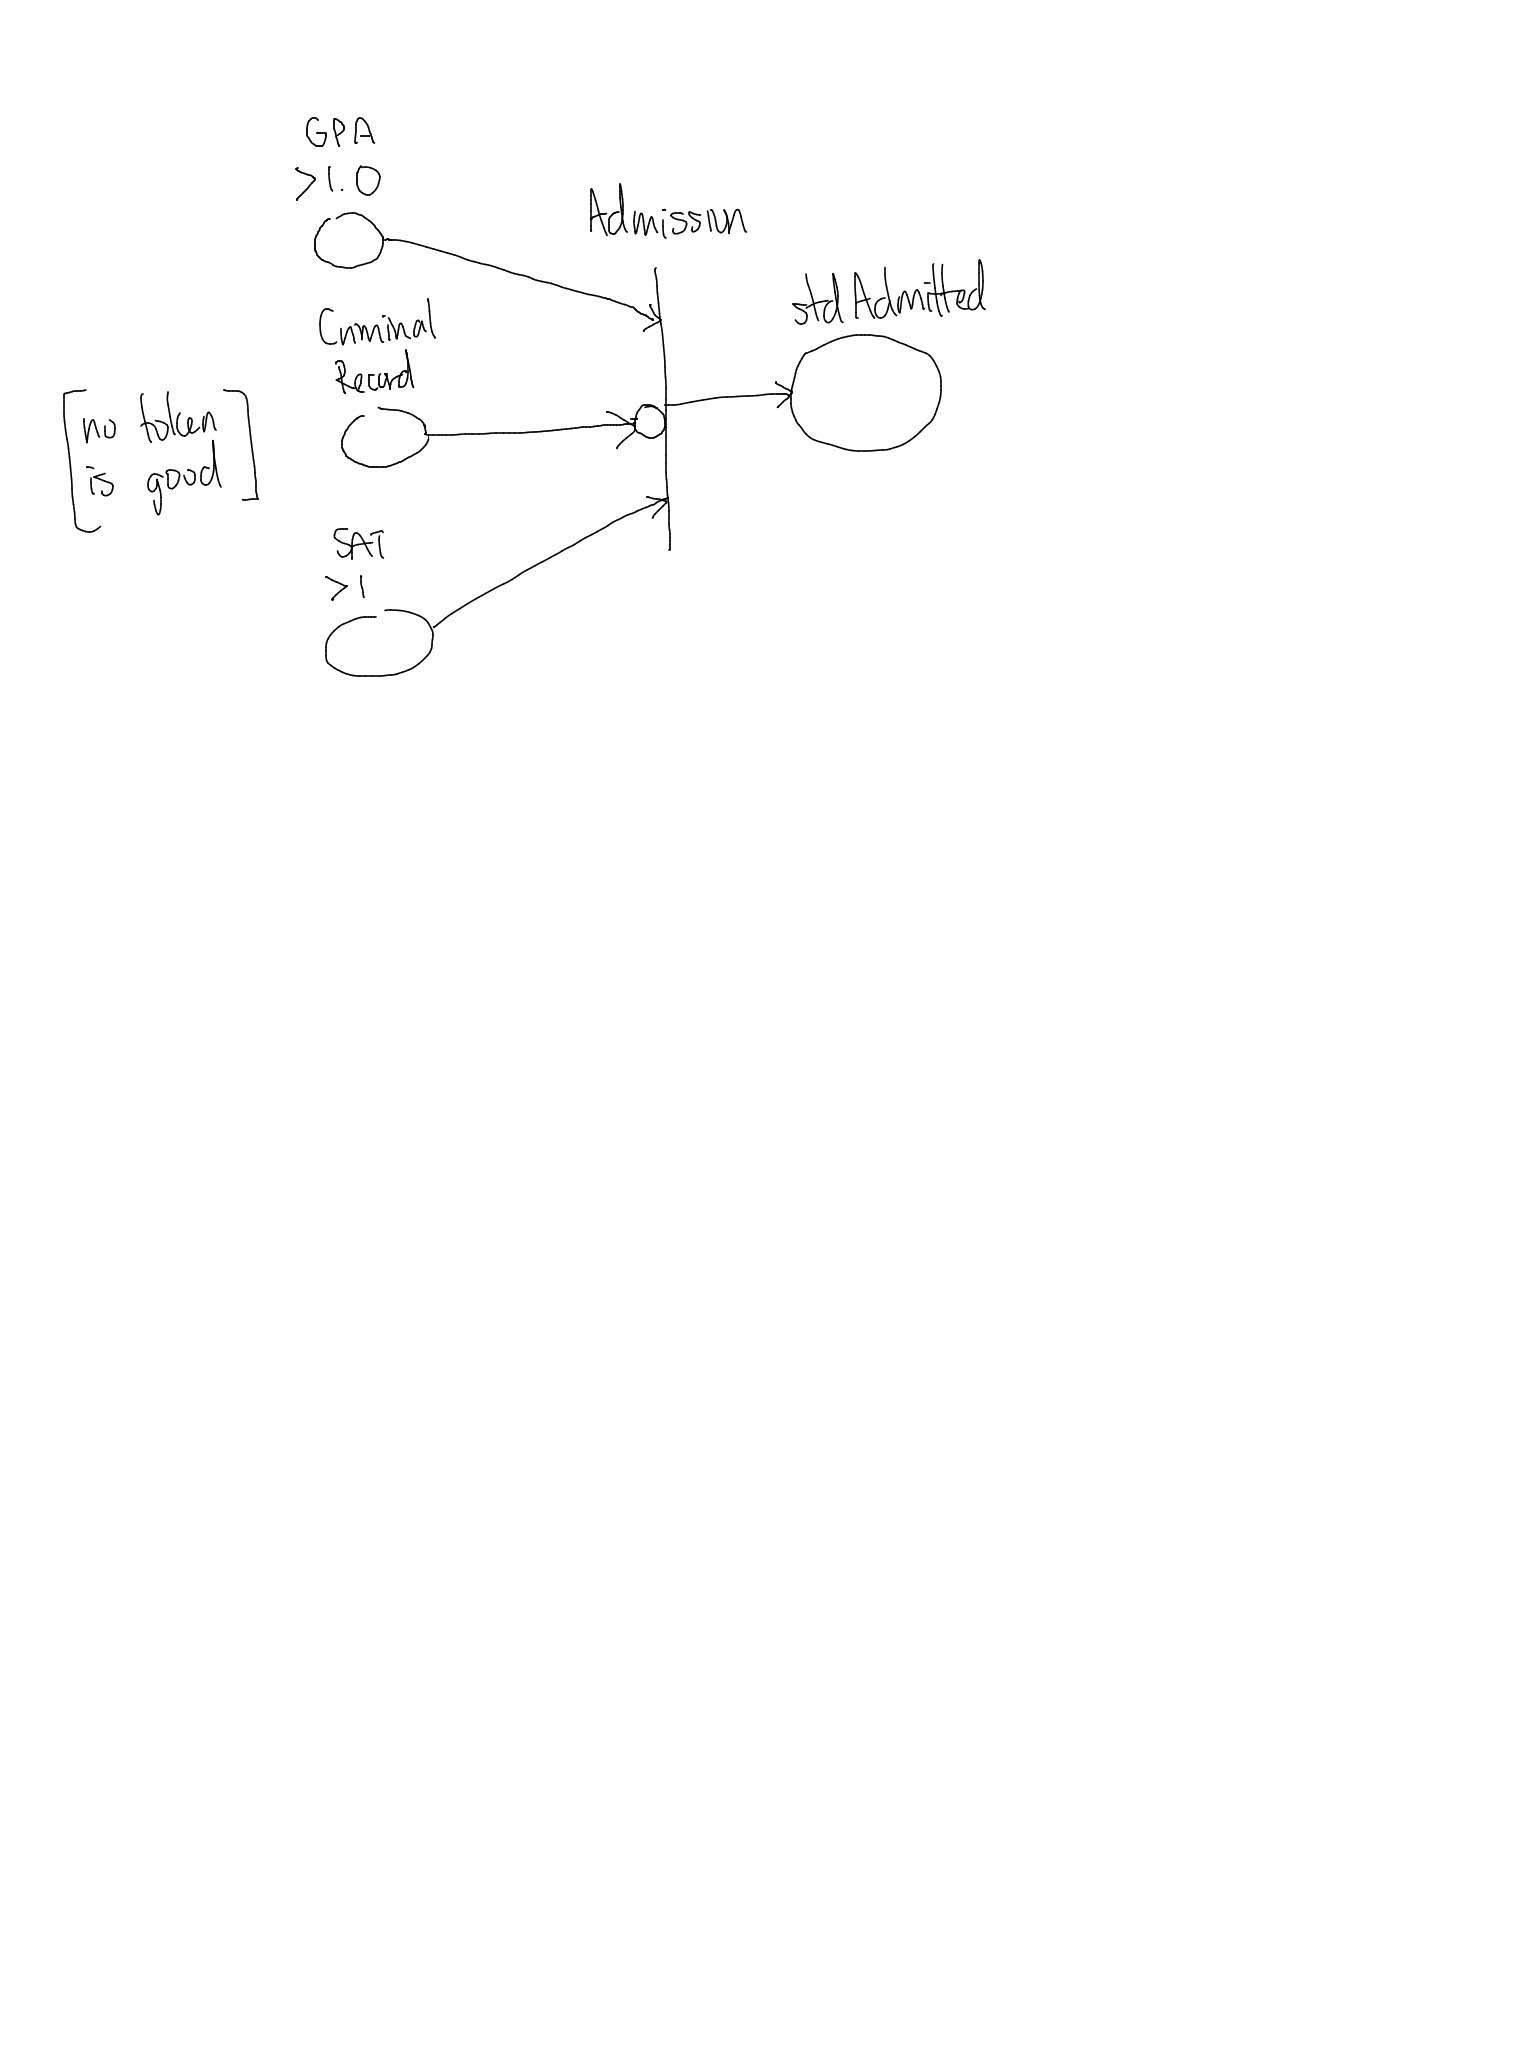 GPA
>1.0
Admission
stdAdmitted
Criminal
Record
[no token
is good]
SAT
>1